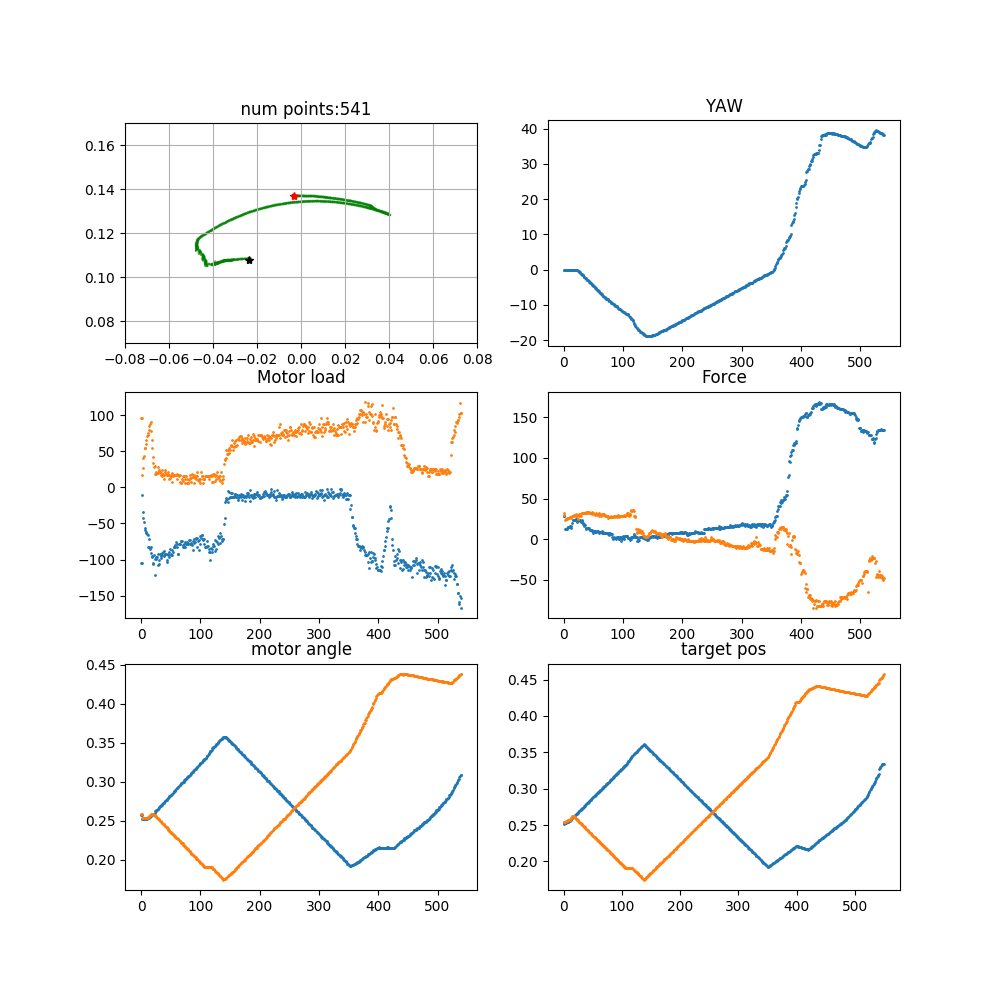 num points:541
0.16
0.14
0.12
0.10
0.08
−0.08 −0.06 −0.04 −0.02 0.00 0.02 0.04 0.06 0.08
YAW
40
30
20
10
0
−10
−20
0 100 200 300 400 500
Motor load
100
50
0
−50
−100
−150
0 100 200 300 400 500
Force
150
100
50
0
−50
0 100 200 300 400 500
motor angle
0.45
0.40
0.35
0.30
0.25
0.20
0 100 200 300 400 500
target pos
0.45
0.40
0.35
0.30
0.25
0.20
0 100 200 300 400 500